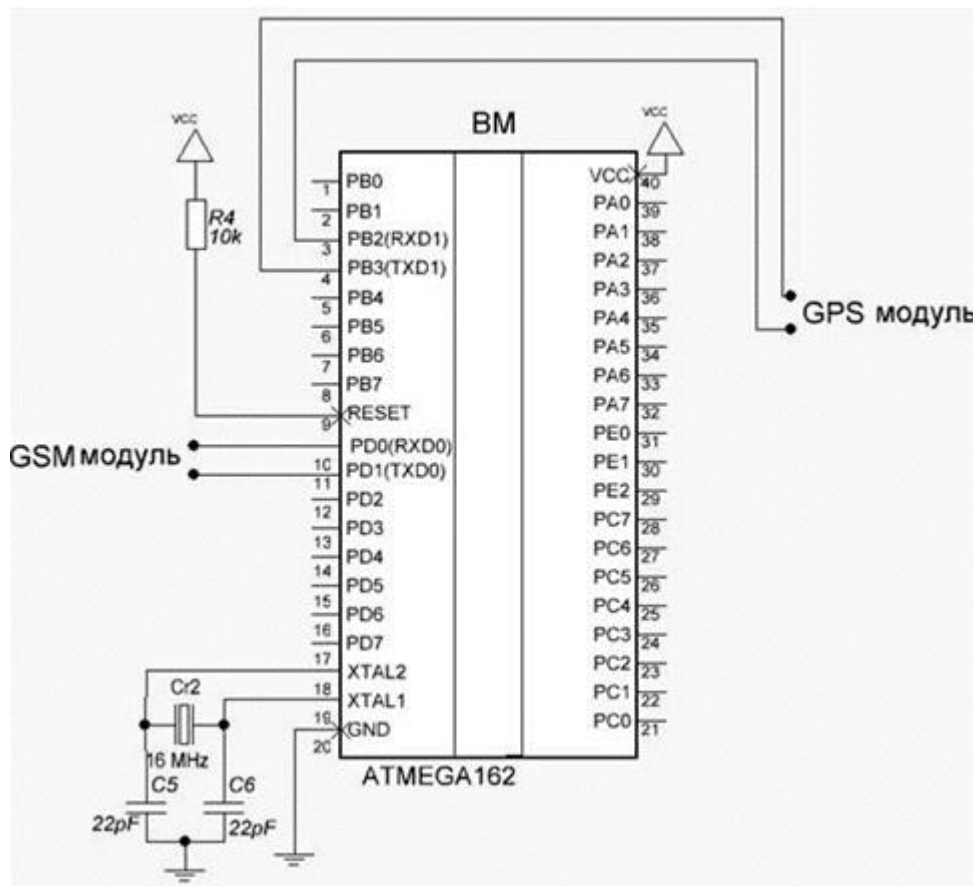 BM
VCC
VCC
R4
10k
PB0
1
PB1
2
PB2(RXD1)
3
PB3(TXD1)
4
PB4
5
PB5
6
PB6
7
PB7
8
RESET
9
PD0(RXD0)
10
PD1(TXD0)
11
PD2
12
PD3
13
PD4
14
PD5
15
PD6
16
PD7
17
XTAL2
18
XTAL1
19
GND
20
VCC
40
PA0
39
PA1
38
PA2
37
PA3
36
PA4
35
PA5
34
PA6
33
PA7
32
PE0
31
PE1
30
PE2
29
PC7
28
PC6
27
PC5
26
PC4
25
PC3
24
PC2
23
PC1
22
PC0
21
GPS модуль
GSM модуль
Cr2
16 MHz
C5
C6
22pF
22pF
ATMEGA162